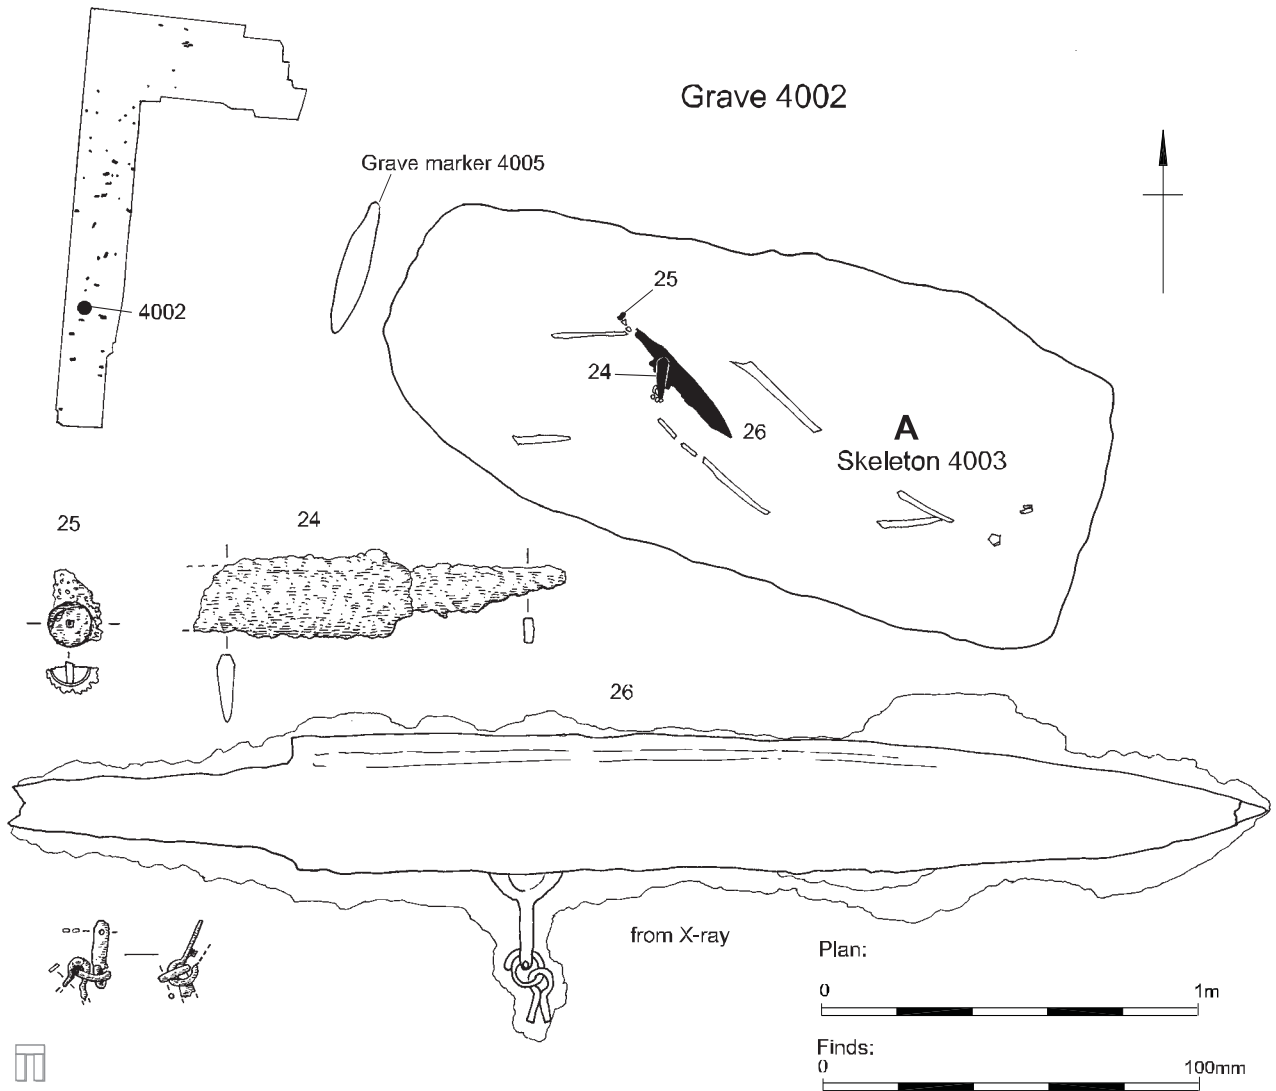 Grave 4002
Grave marker 4005
25
4002
24
26
A
Skeleton 4003
25
24
26
from X-ray
Plan:
0
1m
Finds:
0
100mm